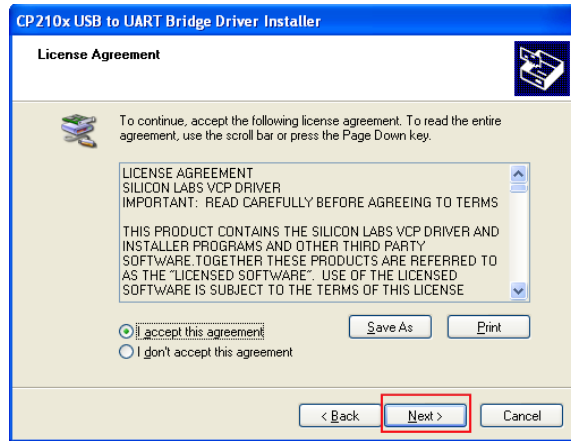 CP210x USB to UART Bridge Driver Installer
License Agreement
To continue, accept the following license agreement. To read the entire
agreement, use the scroll bar or press the Page Down key.
LICENSE AGREEMENT
SILICON LABS VCP DRIVER
IMPORTANT: READ CAREFULLY BEFORE AGREEING TO TERMS
THIS PRODUCT CONTAINS THE SILICON LABS VCP DRIVER AND
INSTALLER PROGRAMS AND OTHER THIRD PARTY
SOFTWARE.TOGETHER THESE PRODUCTS ARE REFERRED TO
AS THE "LICENSED SOFTWARE". USE OF THE LICENSED
SOFTWARE IS SUBJECT TO THE TERMS OF THIS LICENSE
I accept this agreement
Save As
Print
I don't accept this agreement
< Back
Next >
Cancel